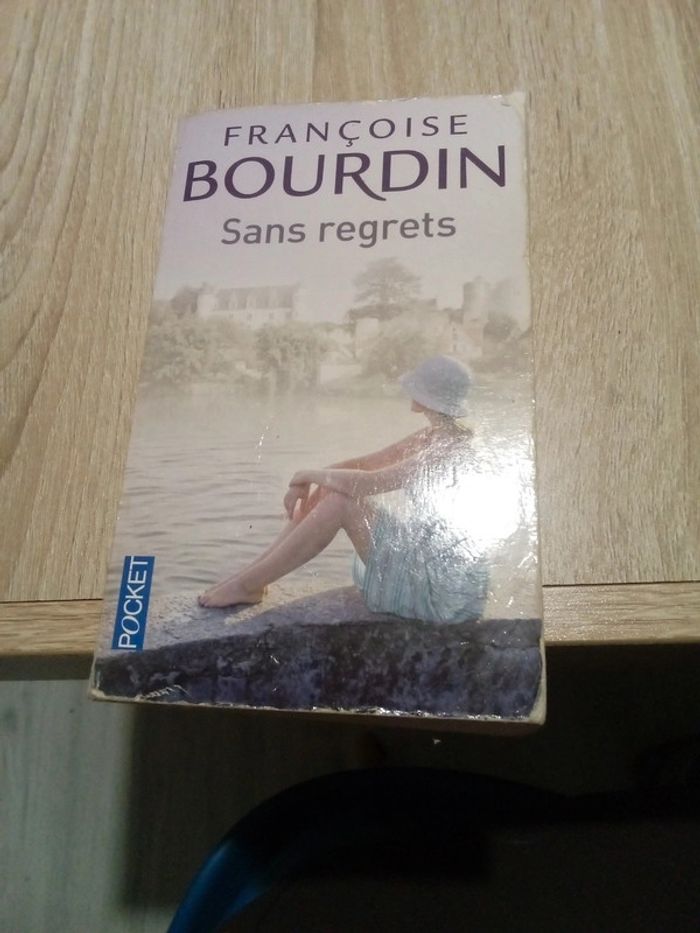 FRANÇOISE
BOURDIN
Sans regrets
POCKET